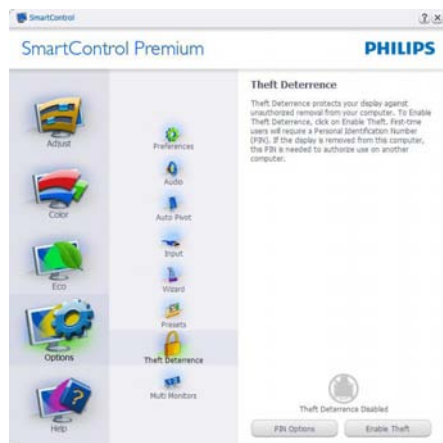 SmartControl
SmartControl Premium
PHILIPS
Adjust
Color
Eco
Options
Help
Preferences
Audio
Auto Pivot
Input
Wizard
Presets
Theft Deterrence
Multi Monitors
Theft Deterrence
Theft Deterrence protects your display against
unauthorized removal from your computer. To Enable
Theft Deterrence, click on Enable Theft. First-time
users will require a Personal Identification Number
(PIN). If the display is removed from this computer,
this PIN is needed to authorize use on another
computer.
Theft Deterrence Disabled
PIN Options
Enable Theft